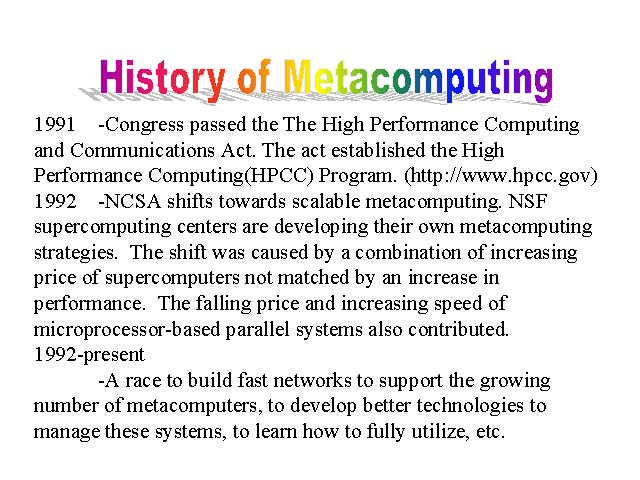 History of Metacomputing
1991 -Congress passed the The High Performance Computing
and Communications Act. The act established the High
Performance Computing(HPCC) Program. (http://www.hpcc.gov)
1992 -NCSA shifts towards scalable metacomputing. NSF
supercomputing centers are developing their own metacomputing
strategies.  The shift was caused by a combination of increasing
price of supercomputers not matched by an increase in
performance.  The falling price and increasing speed of
microprocessor-based parallel systems also contributed.
1992-present
-A race to build fast networks to support the growing
number of metacomputers, to develop better technologies to
manage these systems, to learn how to fully utilize, etc.